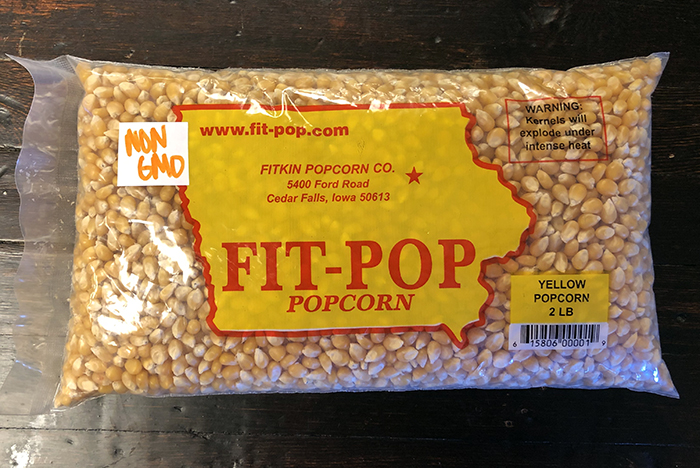 NON
GMO
www.fit-pop.com
FITKIN POPCORN CO.
5400 Ford Road
Cedar Falls, Iowa 50613
FIT-POP
POPCORN
WARNING:
Kernels will
explode under
intense heat
YELLOW
POPCORN
2 LB
6 15806 00001 9